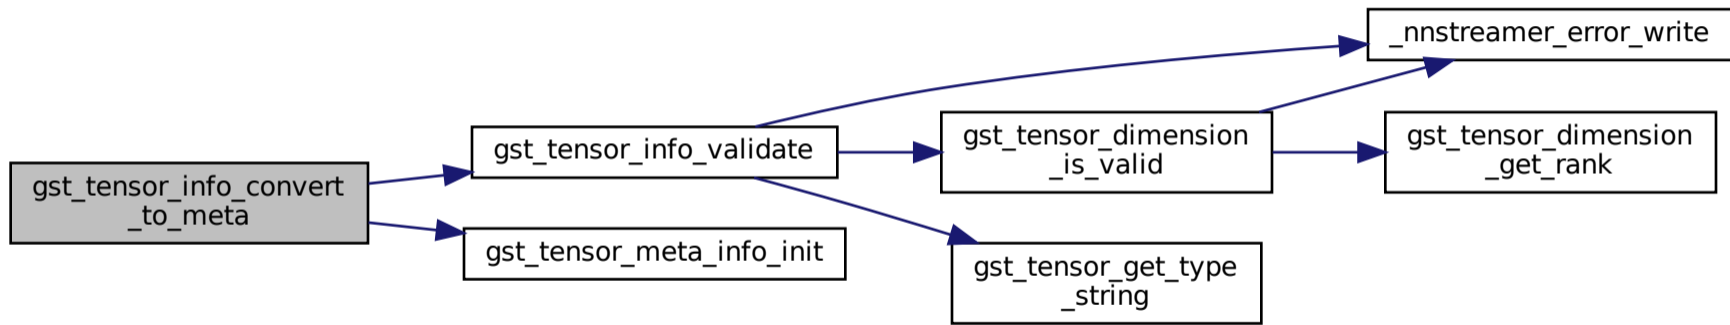 gst_tensor_info_convert
_to_meta
gst_tensor_info_validate
gst_tensor_meta_info_init
_nnstreamer_error_write
gst_tensor_dimension
_is_valid
gst_tensor_get_type
_string
gst_tensor_dimension
_get_rank